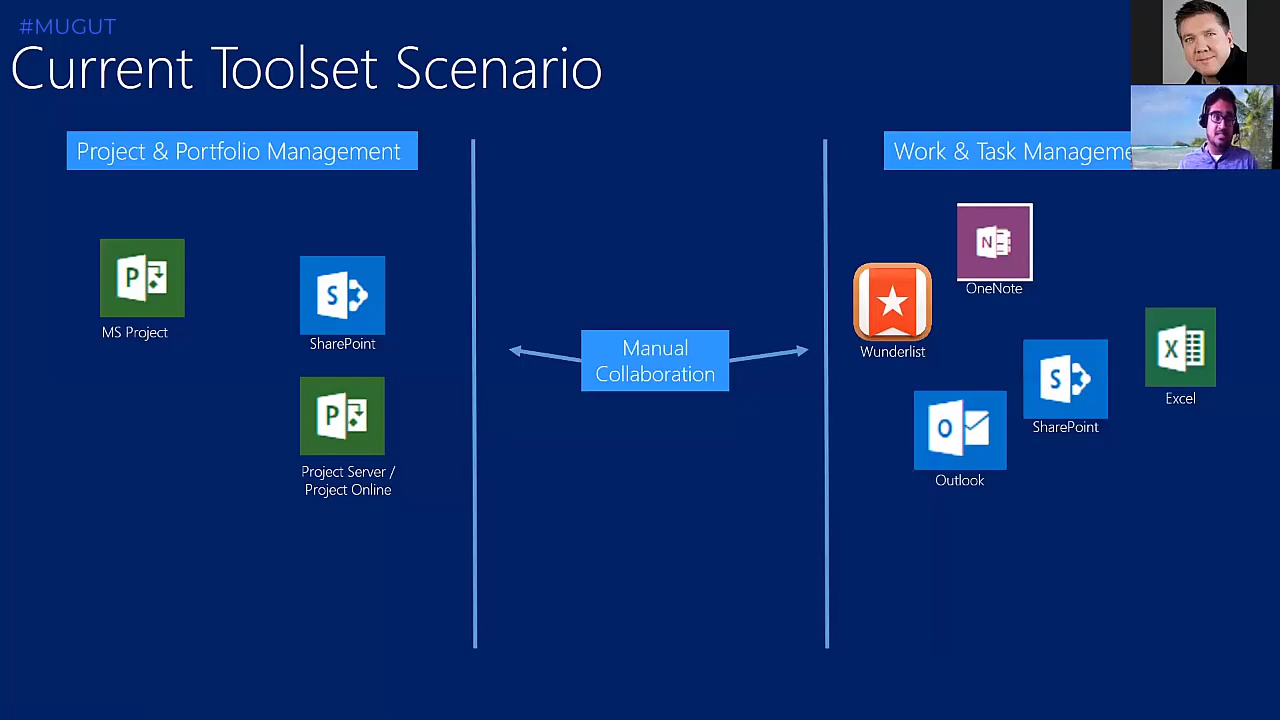 #MUGUT
Current Toolset Scenario
Project & Portfolio Management
Work & Task Manageme
P
MS Project
S
SharePoint
P
Project Server /
Project Online
Manual
Collaboration
N
OneNote
Wunderlist
X
Excel
S
SharePoint
O
Outlook